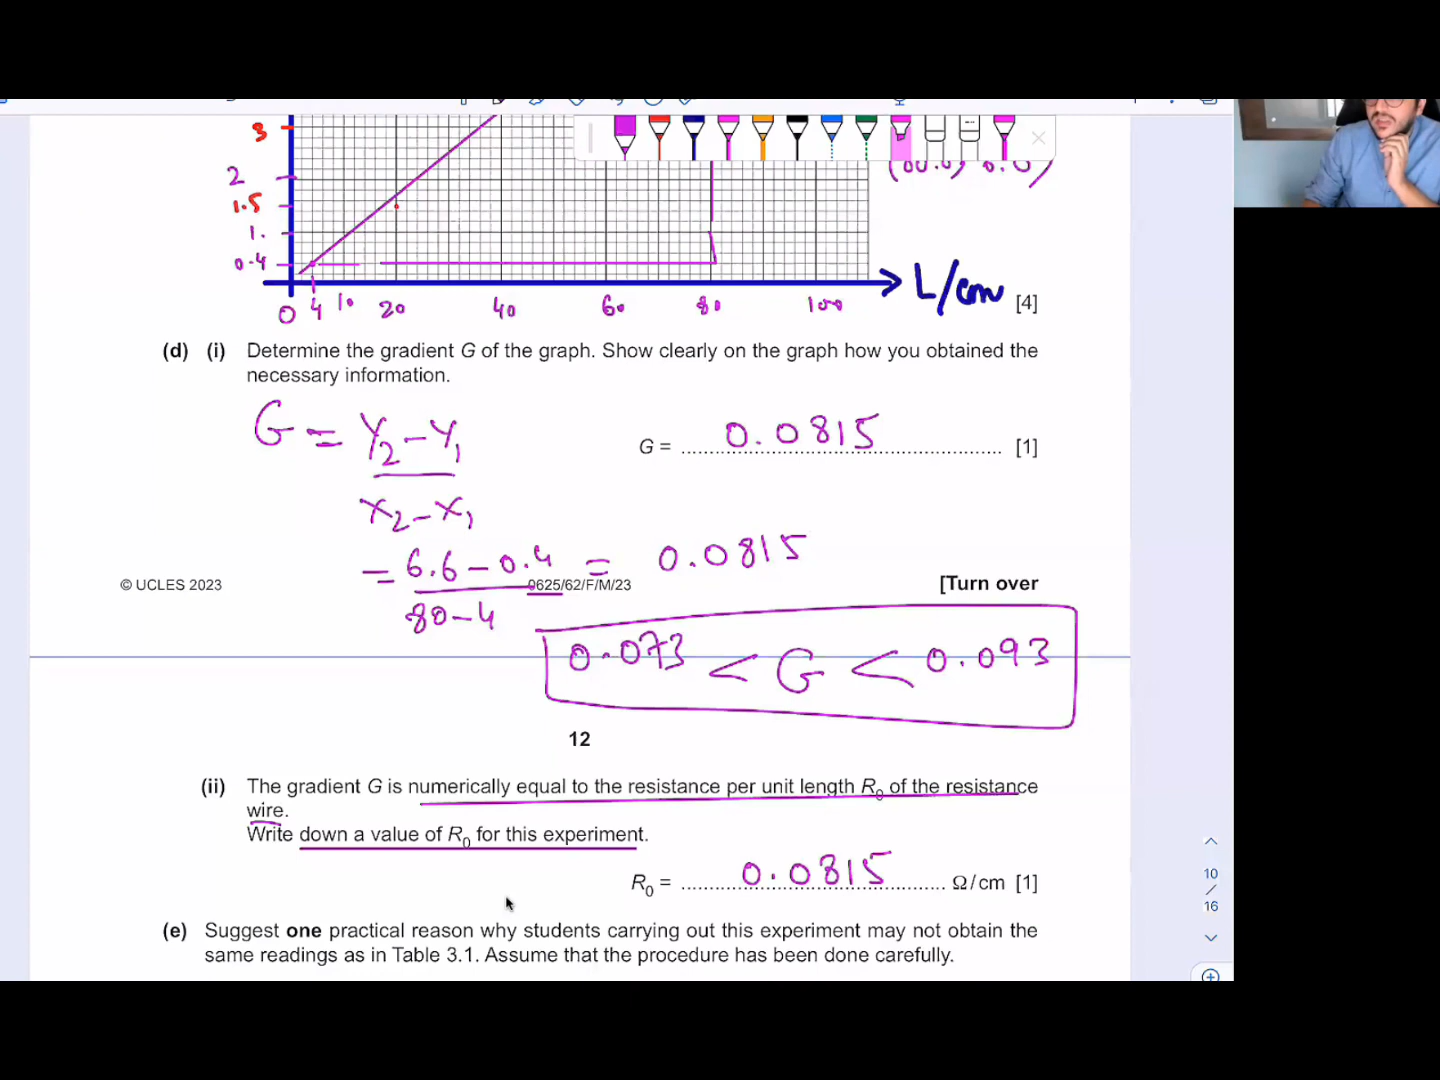 3
2
1.5
1.
0.4
0 4 10 20 40 60 80 100
L/cm
[4]
(d) (i) Determine the gradient G of the graph. Show clearly on the graph how you obtained the
necessary information.
G = Y2 - Y1
x2 - x1
G = 0.0815 [1]
= 6.6 - 0.4 = 0.0815
80 - 4
© UCLES 2023 0625/62/F/M/23 [Turn over
0.073 < G < 0.093
12
(ii) The gradient G is numerically equal to the resistance per unit length R0 of the resistance
wire.
Write down a value of R0 for this experiment.
R0 = 0.0815 Ω/cm [1]
(e) Suggest one practical reason why students carrying out this experiment may not obtain the
same readings as in Table 3.1. Assume that the procedure has been done carefully.
10
/
16